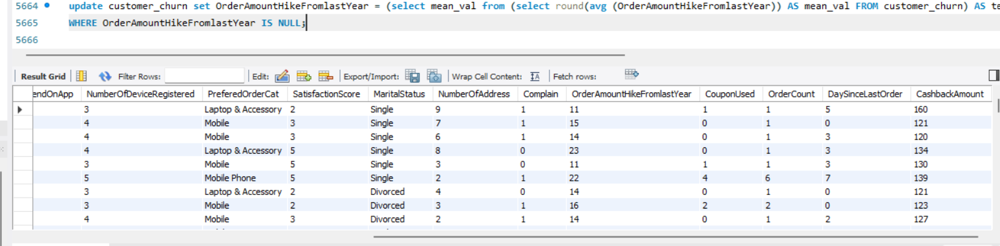 5664 update customer_churn set OrderAmountHikeFromlastYear = (select mean_val from (select round(avg (OrderAmountHikeFromlastYear)) AS mean_val FROM customer_churn) AS te
5665 WHERE OrderAmountHikeFromlastYear IS NULL;
5666
Result Grid Filter Rows: Edit: Export/Import: Wrap Cell Content: IA Fetch rows:
endOnApp NumberOfDeviceRegistered PreferedOrderCat SatisfactionScore MaritalStatus NumberOfAddress Complain OrderAmountHikeFromlastYear CouponUsed OrderCount DaySinceLastOrder CashbackAmount
3 Laptop & Accessory 2 Single 9 1 11 1 1 5 160
4 Mobile 3 Single 7 1 15 0 1 0 121
4 Mobile 3 Single 6 1 14 0 1 3 120
4 Laptop & Accessory 5 Single 8 0 23 0 1 3 134
3 Mobile 5 Single 3 0 11 1 1 3 130
5 Mobile Phone 5 Single 2 1 22 4 6 7 139
3 Laptop & Accessory 2 Divorced 4 0 14 0 1 0 121
3 Mobile 2 Divorced 3 1 16 2 2 0 123
4 Mobile 3 Divorced 2 1 14 0 1 2 127